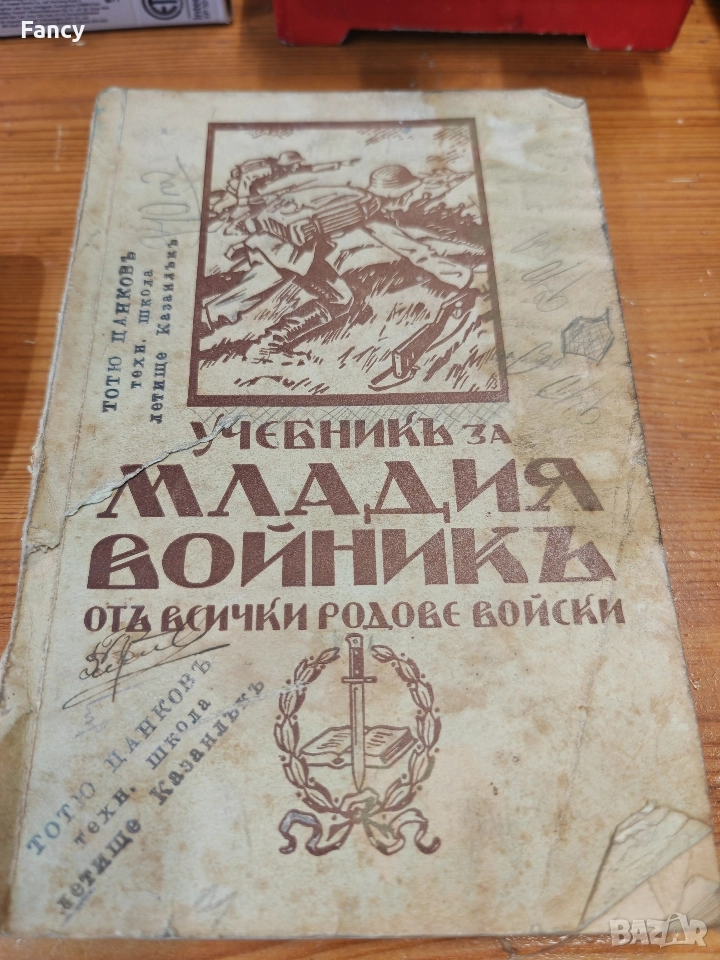 Fancy
ТОТЮ ЦАНКОВЪ
техн. школа
летище Казанлъкъ
УЧЕБНИКЪ ЗА
МЛАДИЯ
ВОЙНИКЪ
ОТЪ ВСИЧКИ РОДОВЕ ВОЙСКИ
ТОТЮ ЦАНКОВЪ
техн. школа
летище Казанлъкъ
BAZAR